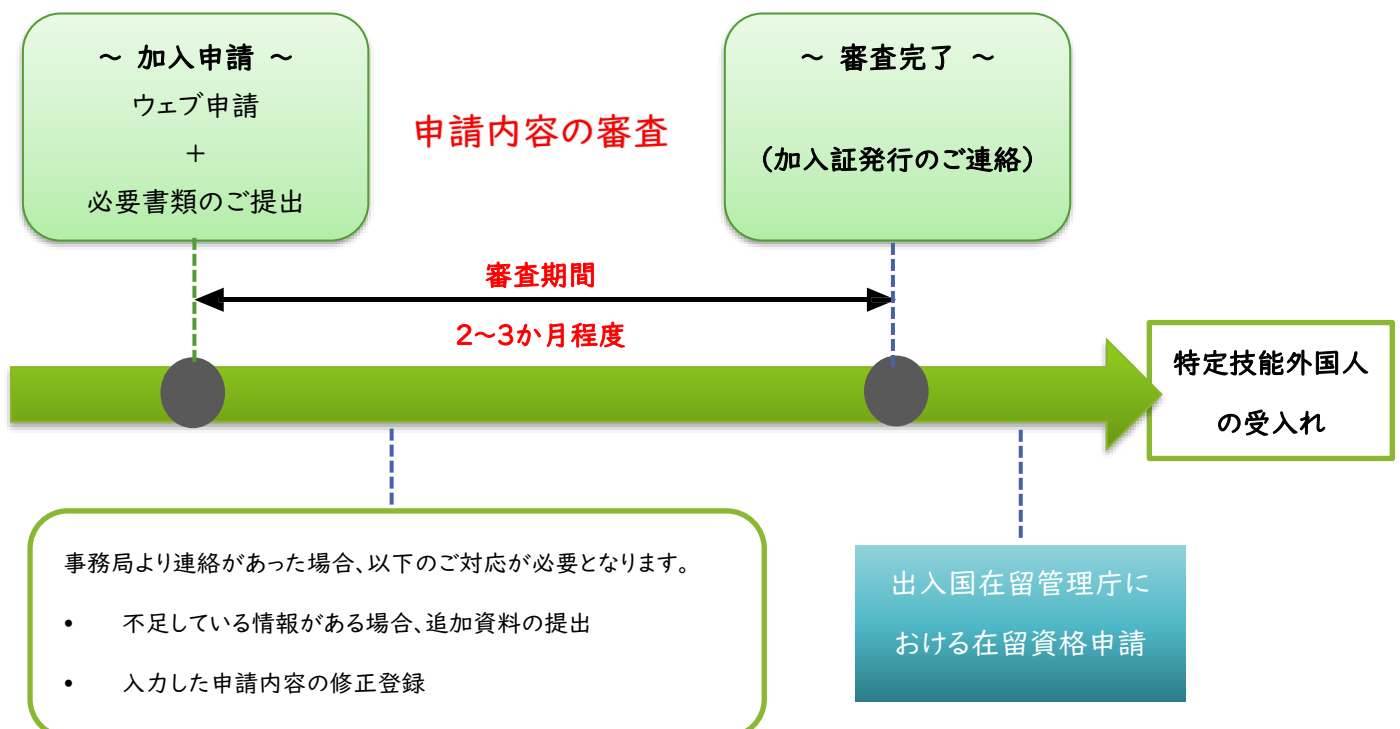 ～ 加入申請 ～
ウェブ申請
+
必要書類のご提出
申請内容の審査
～ 審査完了 ～
（加入証発行のご連絡）
審査期間
2～3か月程度
特定技能外国人
の受入れ
事務局より連絡があった場合、以下のご対応が必要となります。
• 不足している情報がある場合、追加資料の提出
• 入力した申請内容の修正登録
出入国在留管理庁に
おける在留資格申請